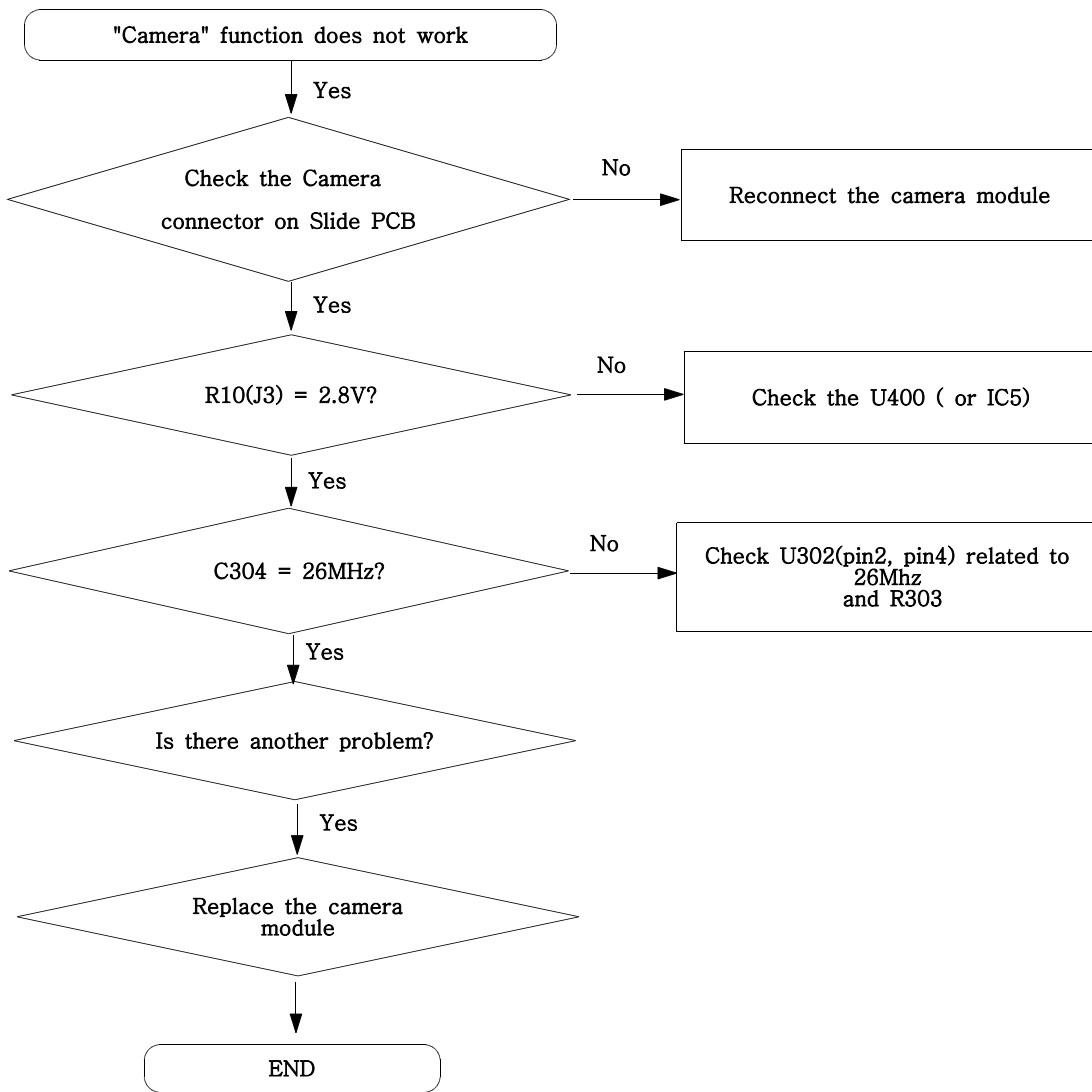 "Camera" function does not work
Yes
Check the Camera
connector on Slide PCB
No
Reconnect the camera module
Yes
R10(J3) = 2.8V?
No
Check the U400 ( or IC5)
Yes
C304 = 26MHz?
No
Check U302(pin2, pin4) related to
26Mhz
and R303
Yes
Is there another problem?
Yes
Replace the camera
module
END